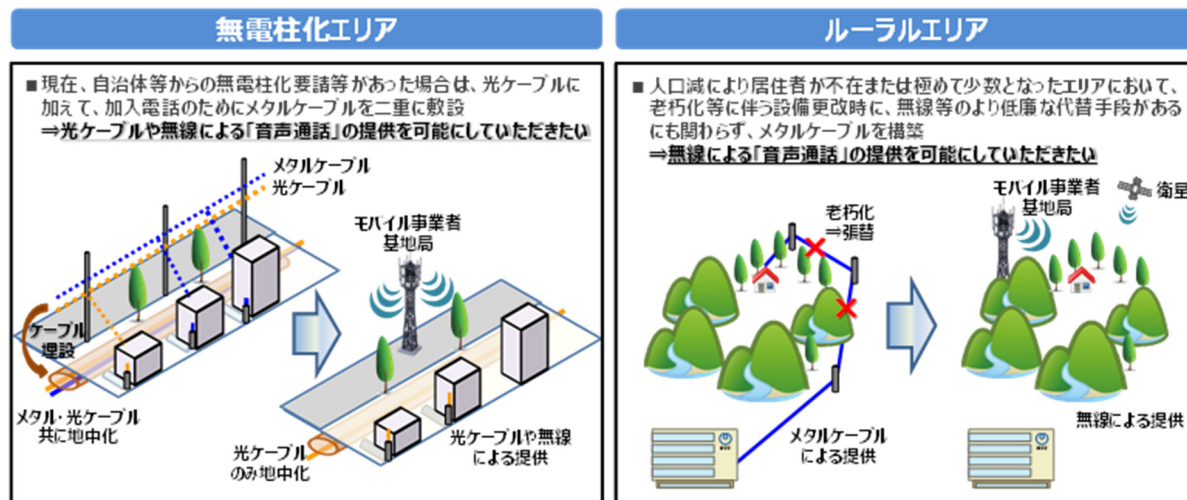 無電柱化エリア
■現在、自治体等からの無電柱化要請等があった場合は、光ケーブルに
加えて、加入電話のためにメタルケーブルを二重に敷設
⇒光ケーブルや無線による「音声通話」の提供を可能にしていただきたい
メタルケーブル
光ケーブル
モバイル事業者
基地局
ケーブル
埋設
メタル・光ケーブル
共に地中化
光ケーブル
のみ地中化
光ケーブルや無線
による提供
ルーラルエリア
■人口減により居住者が不在または極めて少数となったエリアにおいて、
老朽化等に伴う設備更改時に、無線等のより低廉な代替手段がある
にも関わらず、メタルケーブルを構築
⇒無線による「音声通話」の提供を可能にしていただきたい
老朽化
⇒張替
モバイル事業者
基地局
衛星
メタルケーブル
による提供
無線による提供